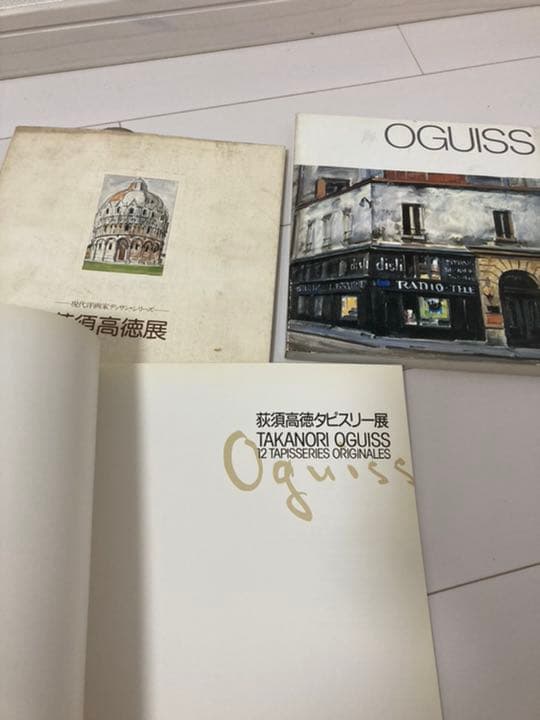 現代洋画家デッサン・シリーズ
荻須高徳展
OGUISS
dish
RADIO-TELE
荻須高徳タピスリー展
TAKANORI OGUISS
12 TAPISSERIES ORIGINALES
Oguiss